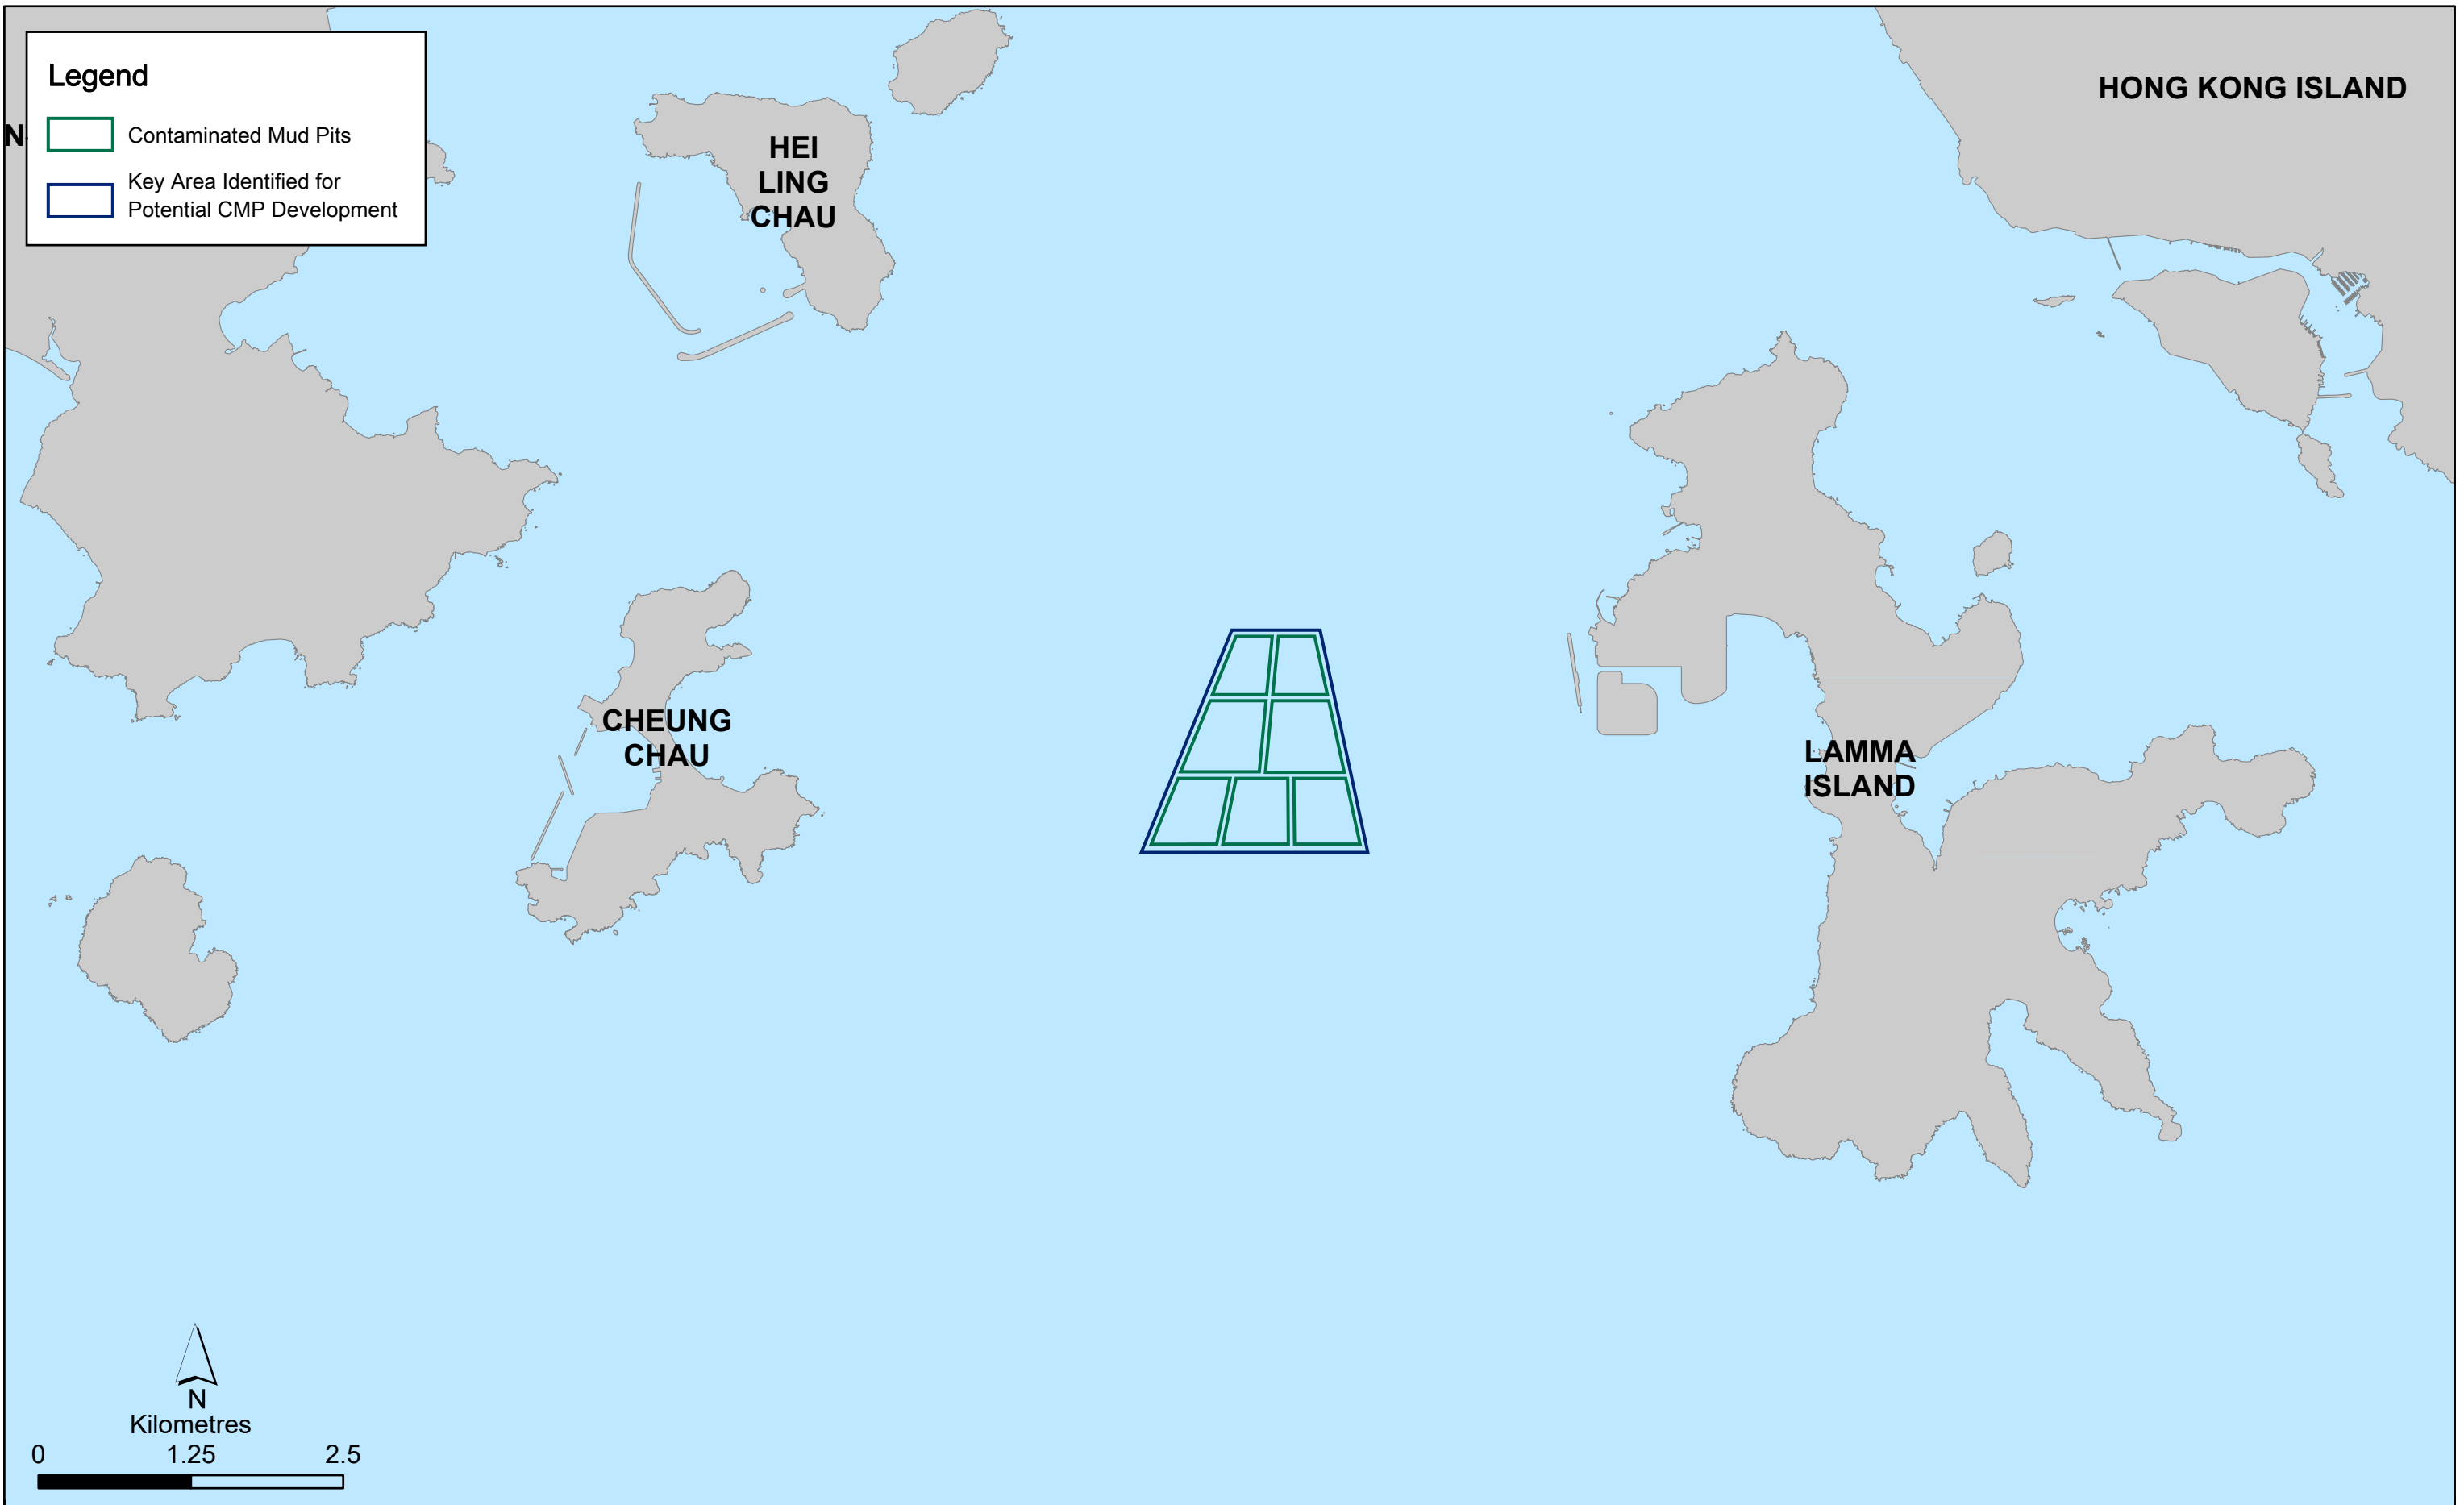 Legend
Contaminated Mud Pits
Key Area Identified for
Potential CMP Development
N
HEI
LING
CHAU
HONG KONG ISLAND
CHEUNG
CHAU
LAMMA
ISLAND
N
Kilometres
0 1.25 2.5